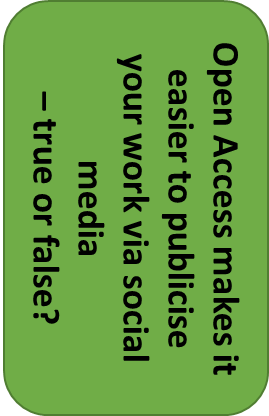 Open Access makes it
easier to publicise
your work via social
media
– true or false?